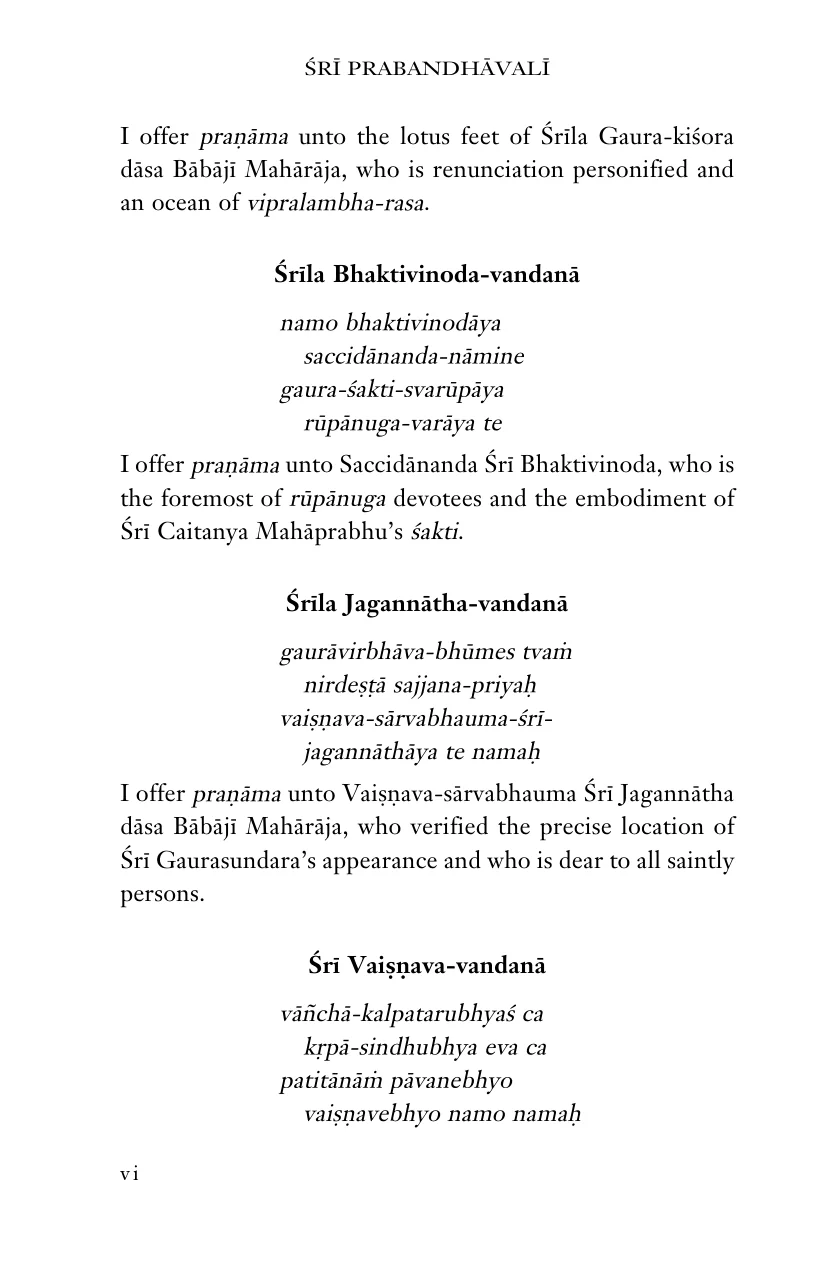 ŚRĪ PRABANDHĀVALĪ
I offer praṇāma unto the lotus feet of Śrīla Gaura-kiśora
dāsa Bābājī Mahārāja, who is renunciation personified and
an ocean of vipralambha-rasa.
Śrīla Bhaktivinoda-vandanā
namo bhaktivinodāya
saccidānanda-nāmine
gaura-śakti-svarūpāya
rūpānuga-varāya te
I offer praṇāma unto Saccidānanda Śrī Bhaktivinoda, who is
the foremost of rūpānuga devotees and the embodiment of
Śrī Caitanya Mahāprabhu’s śakti.
Śrīla Jagannātha-vandanā
gaurāvirbhāva-bhūmes tvaṁ
nirdeṣṭā sajjana-priyaḥ
vaiṣṇava-sārvabhauma-śrī-
jagannāthāya te namaḥ
I offer praṇāma unto Vaiṣṇava-sārvabhauma Śrī Jagannātha
dāsa Bābājī Mahārāja, who verified the precise location of
Śrī Gaurasundara’s appearance and who is dear to all saintly
persons.
Śrī Vaiṣṇava-vandanā
vāñchā-kalpatarubhyaś ca
kṛpā-sindhubhya eva ca
patitānāṁ pāvanebhyo
vaiṣṇavebhyo namo namaḥ
vi